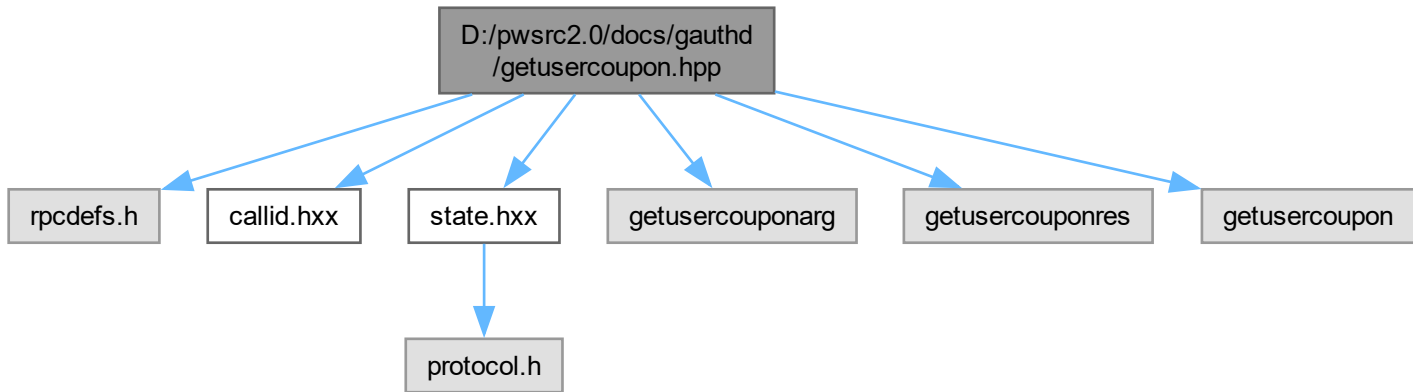 D:/pwsrc2.0/docs/gauthd
/getusercoupon.hpp
rpcdefs.h
callid.hxx
state.hxx
getusercouponarg
getusercouponres
getusercoupon
protocol.h